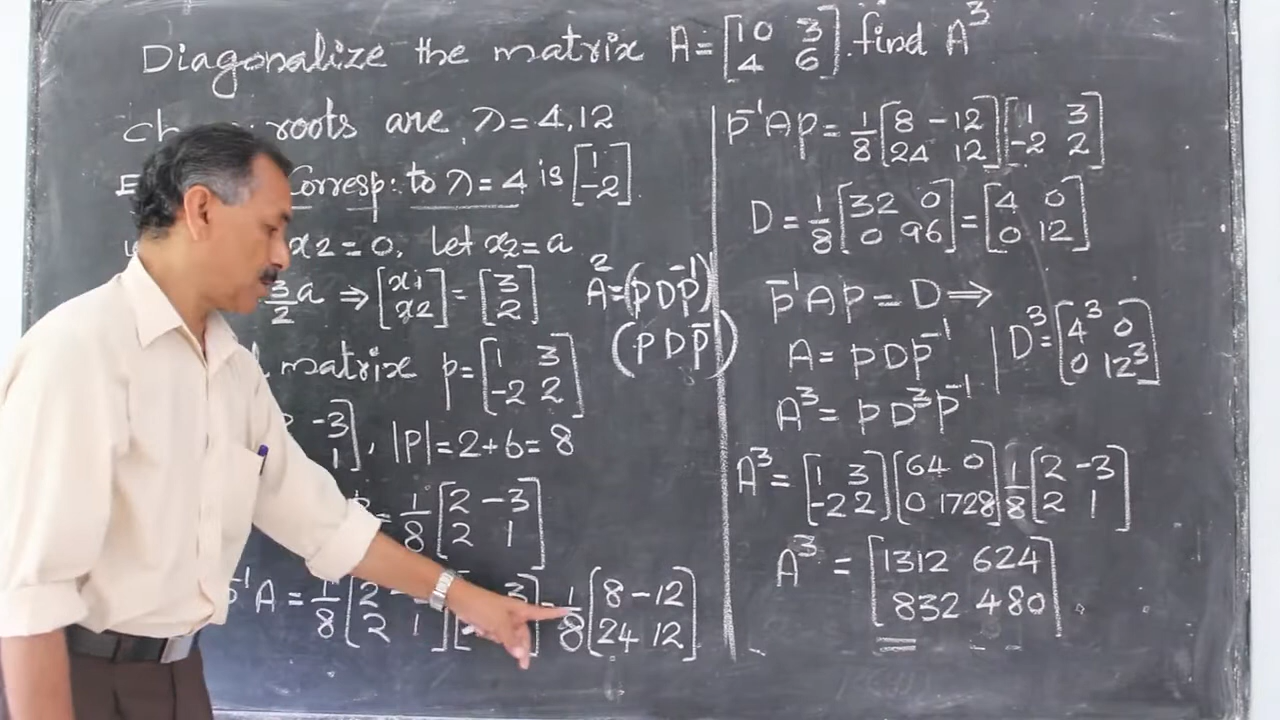 Diagonalize the matrix A = [10 3 find A³
4 6].
roots are λ = 4, 12
Corresp: to λ = 4 is [1
-2].
x2 = 0, let x2 = a
3/2 a ⇒ [x1 = [3
x2] 2]
A² = (PDP⁻¹)
(PDP⁻)
matrix P = [1 3
-2 2]
-3
1], |P| = 2+6 = 8
= 1/8 [2 -3
2 1]
P⁻¹A = 1/8 [2
2 1] [ 3 ] = 1/8 [8 -12
24 12]
P⁻¹AP = 1/8 [8 -12 [1 3
24 12] -2 2]
D = 1/8 [32 0 = [4 0
0 96] 0 12]
P⁻¹AP = D ⇒
A = PDP⁻¹
D³ = [4³ 0
0 12³]
A³ = PD³P⁻¹
A³ = [1 3 [64 0 1/8 [2 -3
-2 2] 0 1728] 2 1]
A³ = [1312 624
832 480]